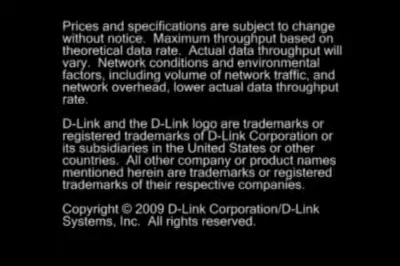 Prices and specifications are subject to change
without notice.  Maximum throughput based on
theoretical data rate.  Actual data throughput will
vary.  Network conditions and environmental
factors, including volume of network traffic, and
network overhead, lower actual data throughput
rate.
D-Link and the D-Link logo are trademarks or
registered trademarks of D-Link Corporation or
its subsidiaries in the United States or other
countries.  All other company or product names
mentioned herein are trademarks or registered
trademarks of their respective companies.
Copyright © 2009 D-Link Corporation/D-Link
Systems, Inc.  All rights reserved.